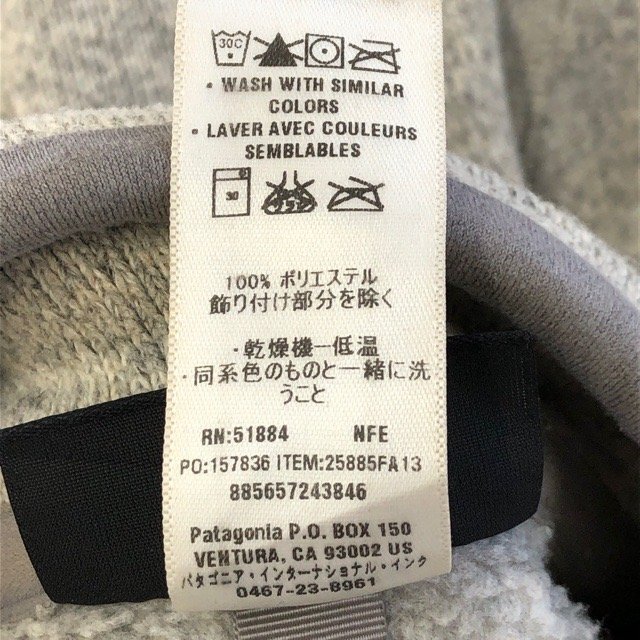 30C
• WASH WITH SIMILAR
COLORS
• LAVER AVEC COULEURS
SEMBLABLES
30
100% ポリエステル
飾り付け部分を除く
・乾燥機ー低温
・同系色のものと一緒に洗
うこと
RN:51884 NFE
PO:157836 ITEM:25885FA13
885657243846
Patagonia P.O. BOX 150
VENTURA, CA 93002 US
パタゴニア・インターナショナル・インク
0467-23-8961